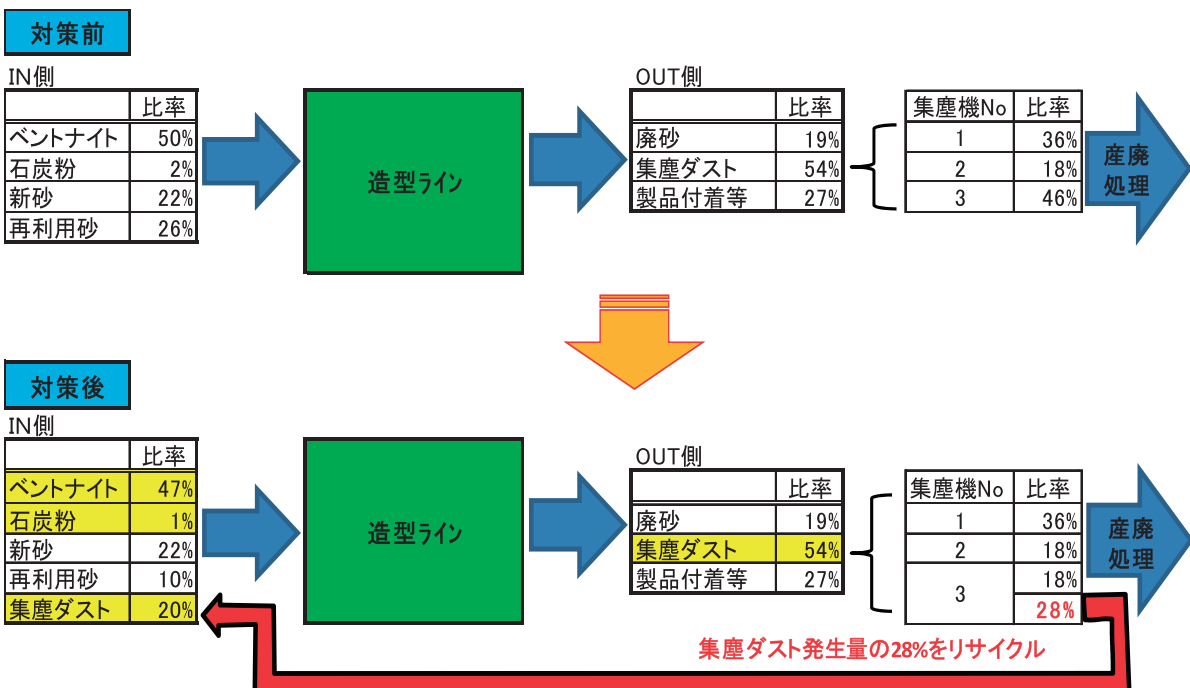 対策前
IN側
比率
ベントナイト 50%
石炭粉 2%
新砂 22%
再利用砂 26%
造型ライン
OUT側
比率
廃砂 19%
集塵ダスト 54%
製品付着等 27%
集塵機No 比率
1 36%
2 18%
3 46%
産廃
処理
対策後
IN側
比率
ベントナイト 47%
石炭粉 1%
新砂 22%
再利用砂 10%
集塵ダスト 20%
造型ライン
OUT側
比率
廃砂 19%
集塵ダスト 54%
製品付着等 27%
集塵機No 比率
1 36%
2 18%
3 18%
28%
産廃
処理
集塵ダスト発生量の28%をリサイクル